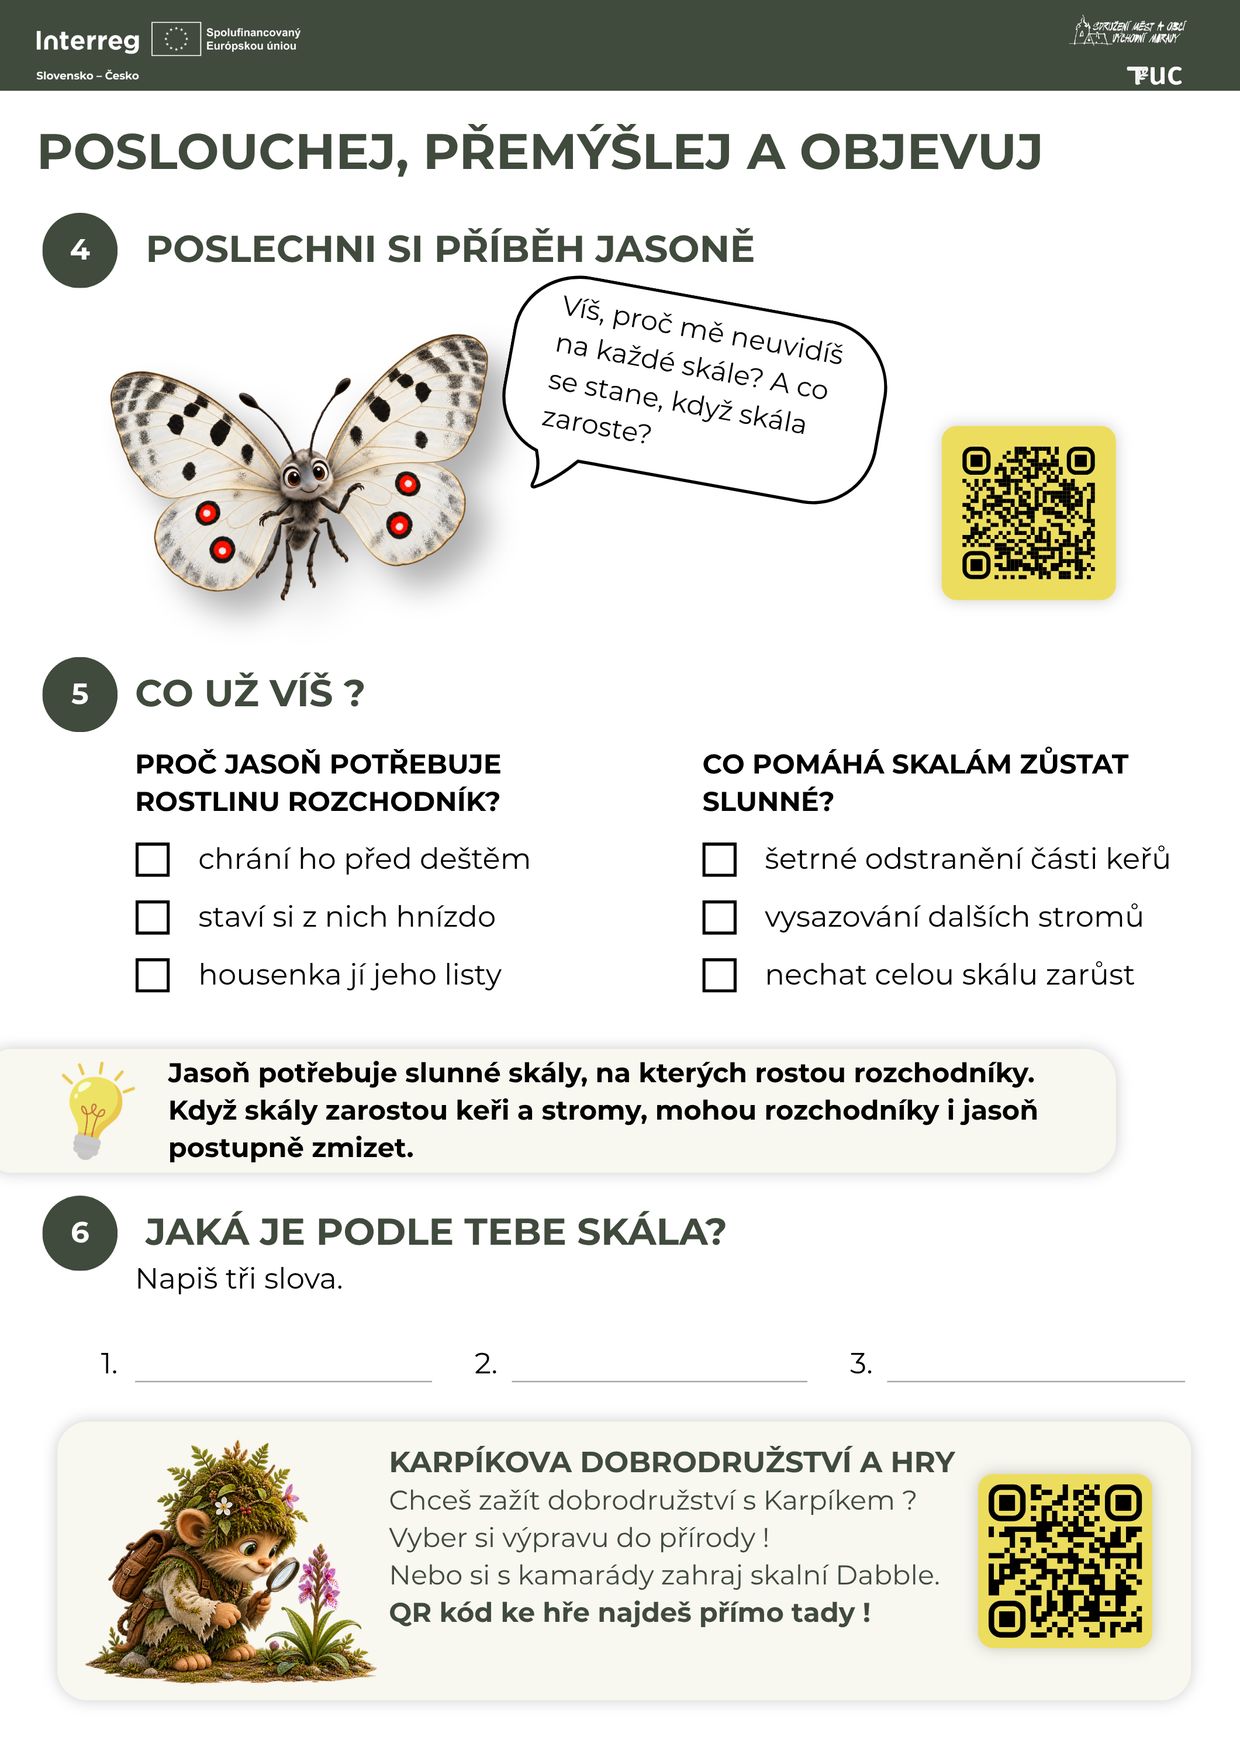 Interreg
Spolufinancovaný
Európskou úniou
Slovensko – Česko
SDRUŽENÍ MĚST A OBCÍ
VÝCHODNÍ MORAVY
TUC
POSLOUCHEJ, PŘEMÝŠLEJ A OBJEVUJ
4
POSLECHNI SI PŘÍBĚH JASONĚ
Víš, proč mě neuvidíš
na každé skále? A co
se stane, když skála
zaroste?
5
CO UŽ VÍŠ ?
PROČ JASOŇ POTŘEBUJE
ROSTLINU ROZCHODNÍK?
chrání ho před deštěm
staví si z nich hnízdo
housenka jí jeho listy
CO POMÁHÁ SKALÁM ZŮSTAT
SLUNNÉ?
šetrné odstranění části keřů
vysazování dalších stromů
nechat celou skálu zarůst
Jasoň potřebuje slunné skály, na kterých rostou rozchodníky.
Když skály zarostou keři a stromy, mohou rozchodníky i jasoň
postupně zmizet.
6
JAKÁ JE PODLE TEBE SKÁLA?
Napiš tři slova.
1.
2.
3.
KARPÍKOVA DOBRODRUŽSTVÍ A HRY
Chceš zažít dobrodružství s Karpíkem ?
Vyber si výpravu do přírody !
Nebo si s kamarády zahraj skalní Dabble.
QR kód ke hře najdeš přímo tady !